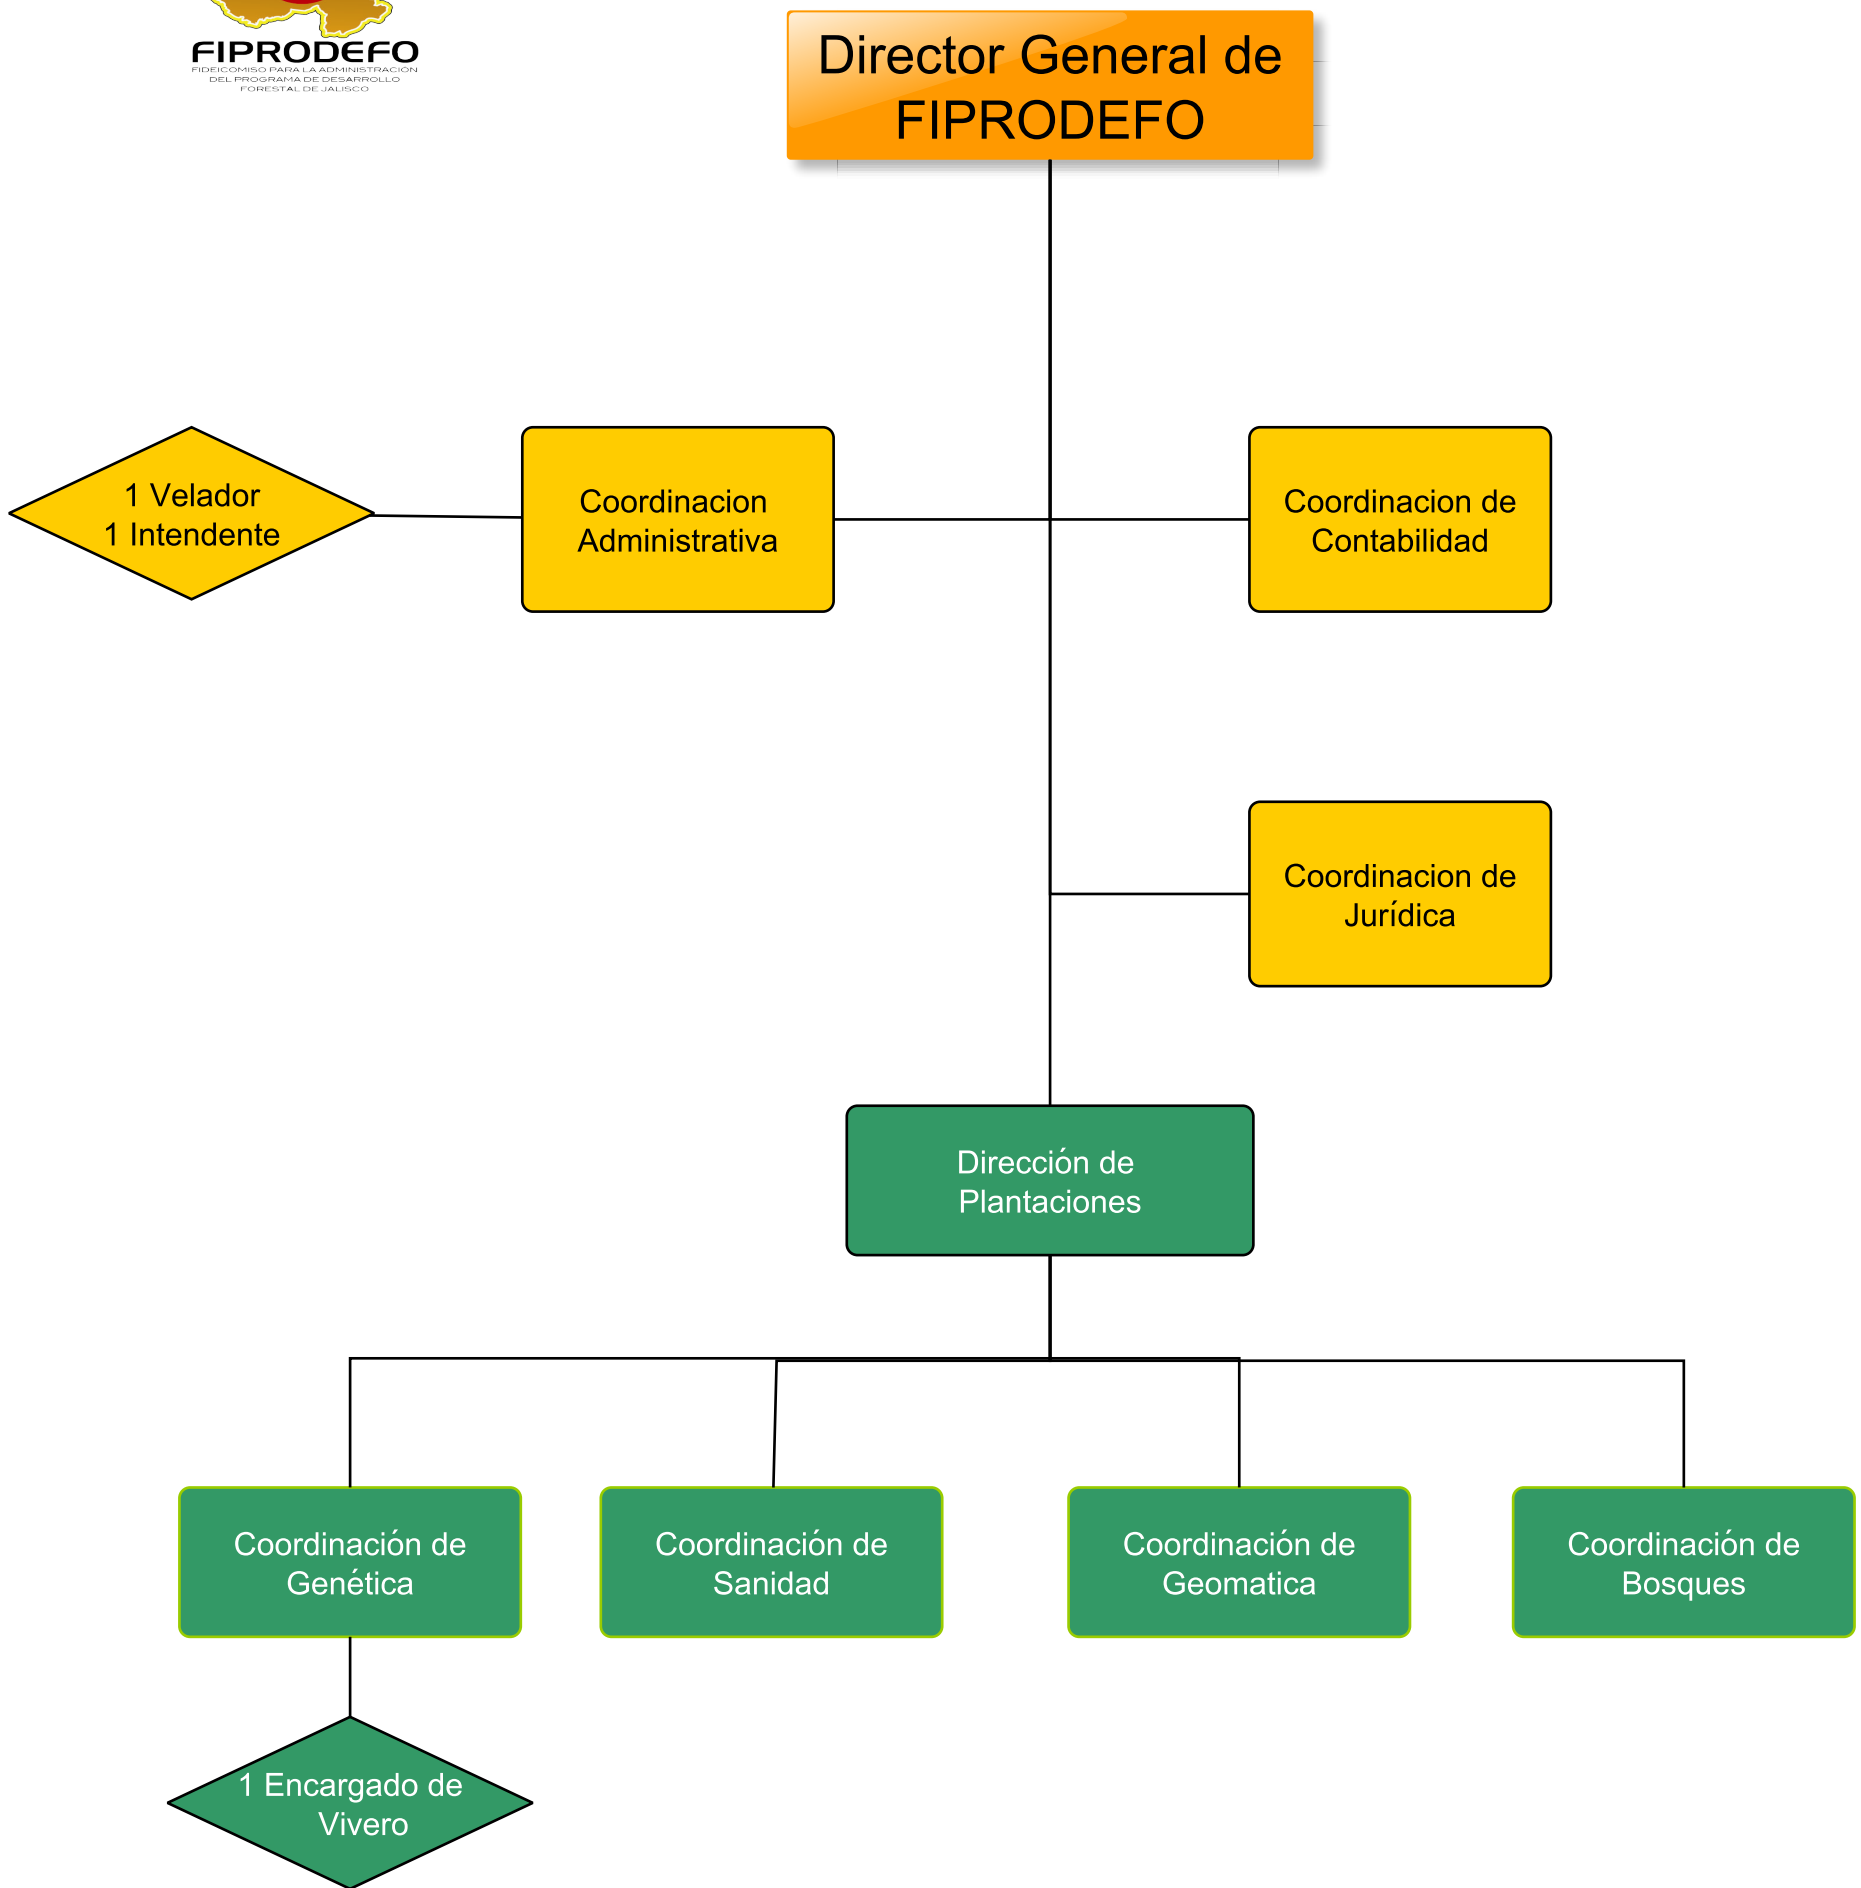 FIPRODEFO
FIDEICOMISO PARA LA ADMINISTRACIÓN
DEL PROGRAMA DE DESARROLLO
FORESTAL DE JALISCO
Director General de
FIPRODEFO
1 Velador
1 Intendente
Coordinacion
Administrativa
Coordinacion de
Contabilidad
Coordinacion de
Jurídica
Dirección de
Plantaciones
Coordinación de
Genética
Coordinación de
Sanidad
Coordinación de
Geomatica
Coordinación de
Bosques
1 Encargado de
Vivero